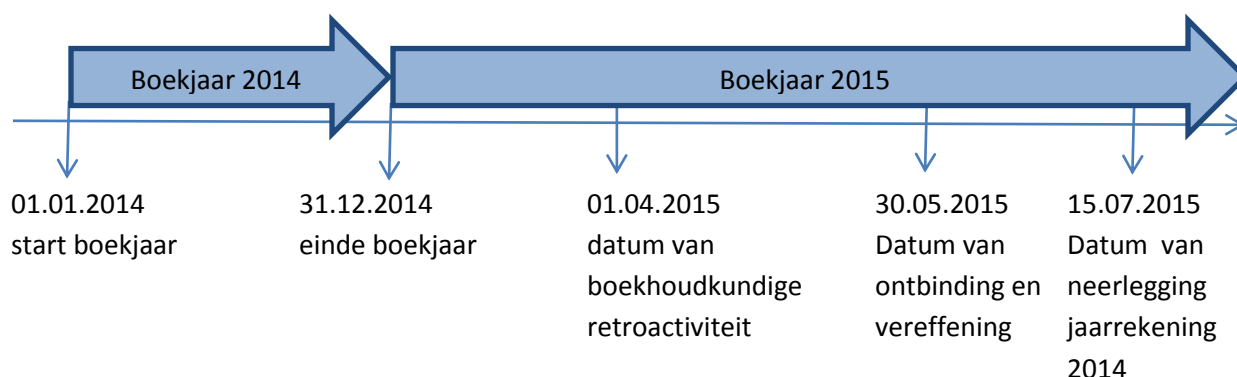 Boekjaar 2014
Boekjaar 2015
01.01.2014
start boekjaar
31.12.2014
einde boekjaar
01.04.2015
datum van
boekhoudkundige
retroactiviteit
30.05.2015
Datum van
ontbinding en
vereffening
15.07.2015
Datum van
neerlegging
jaarrekening
2014